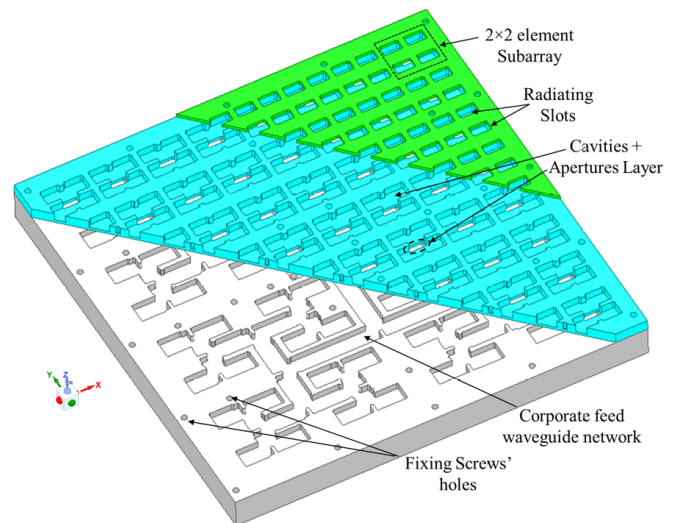 2×2 element
Subarray
Radiating
Slots
Cavities +
Apertures Layer
Y
Z
X
Corporate feed
waveguide network
Fixing Screws’
holes